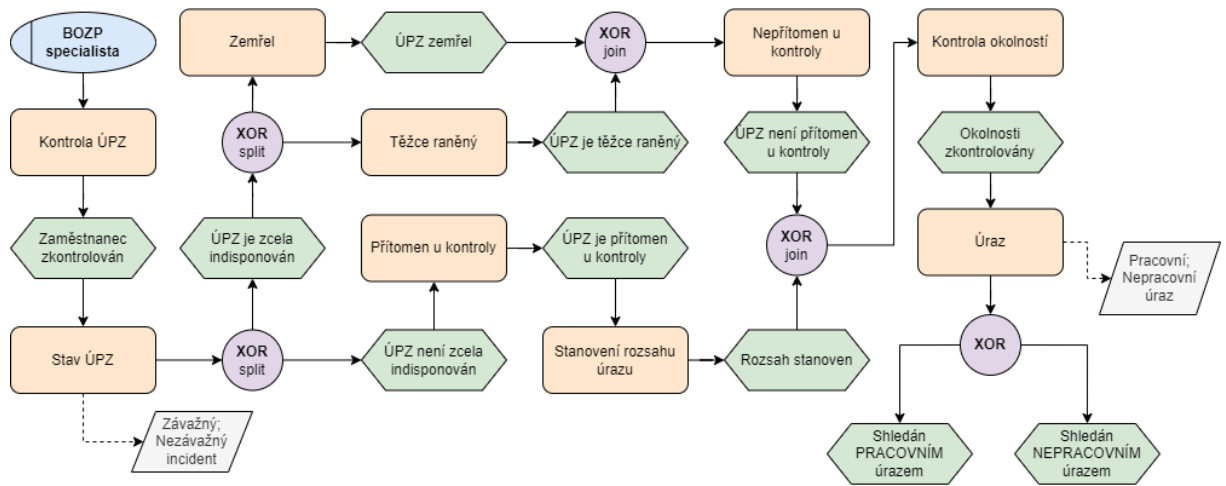 BOZP
specialista
Kontrola ÚPZ
Zaměstnanec
zkontrolován
Stav ÚPZ
Závažný;
Nezávažný
incident
XOR
split
ÚPZ je zcela
indisponován
XOR
split
Zemřel
ÚPZ zemřel
Těžce raněný
ÚPZ je těžce raněný
XOR
join
ÚPZ není zcela
indisponován
Přítomen u kontroly
ÚPZ je přítomen
u kontroly
Stanovení rozsahu
úrazu
Rozsah stanoven
Nepřítomen u
kontroly
ÚPZ není přítomen
u kontroly
XOR
join
Kontrola okolností
Okolnosti
zkontrolovány
Úraz
Pracovní;
Nepracovní
úraz
XOR
Shledán
PRACOVNÍM
úrazem
Shledán
NEPRACOVNÍM
úrazem